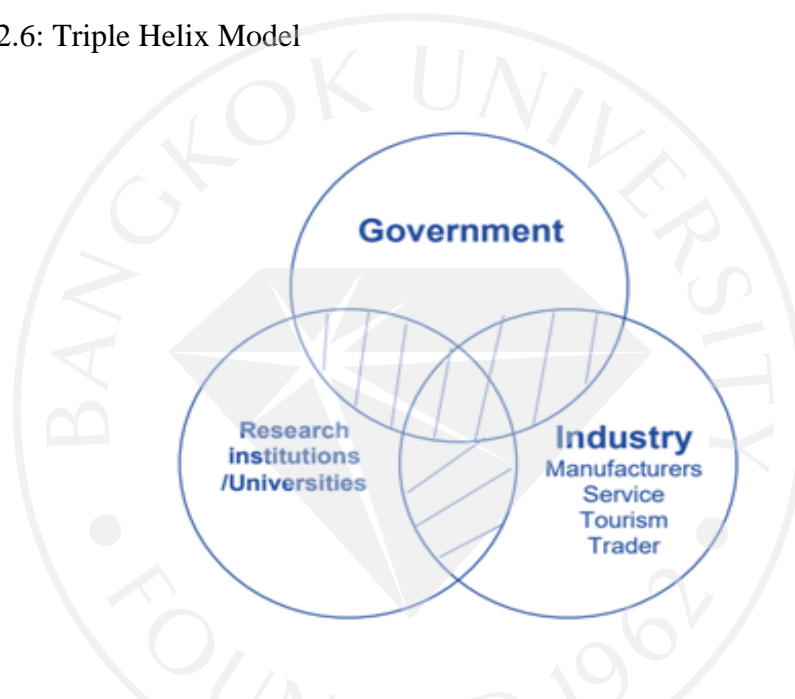 2.6: Triple Helix Model
BANGKOK UNIVERSITY
Government
Research
institutions
/Universities
Industry
Manufacturers
Service
Tourism
Trader
1962